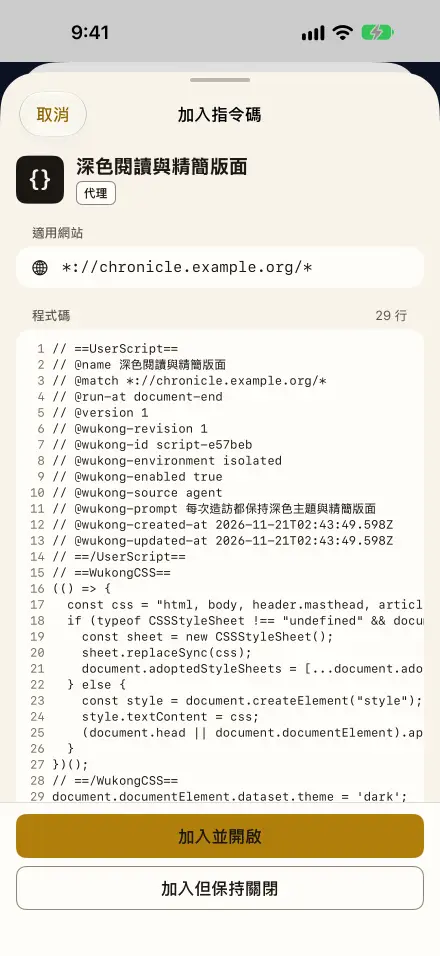 9:41
取消
加入指令碼
{}
深色閱讀與精簡版面
代理
適用網站
*://chronicle.example.org/*
程式碼
29 行
1 // ==UserScript==
2 // @name 深色閱讀與精簡版面
3 // @match *://chronicle.example.org/*
4 // @run-at document-end
5 // @version 1
6 // @wukong-revision 1
7 // @wukong-id script-e57beb
8 // @wukong-environment isolated
9 // @wukong-enabled true
10 // @wukong-source agent
11 // @wukong-prompt 每次造訪都保持深色主題與精簡版面
12 // @wukong-created-at 2026-11-21T02:43:49.598Z
13 // @wukong-updated-at 2026-11-21T02:43:49.598Z
14 // ==/UserScript==
15 // ==WukongCSS==
16 (() => {
17 const css = "html, body, header.masthead, articl
18 if (typeof CSSStyleSheet !== "undefined" && docu
19 const sheet = new CSSStyleSheet();
20 sheet.replaceSync(css);
21 document.adoptedStyleSheets = [...document.ado
22 } else {
23 const style = document.createElement("style");
24 style.textContent = css;
25 (document.head || document.documentElement).ap
26 }
27 })();
28 // ==/WukongCSS==
29 document.documentElement.dataset.theme = 'dark';
加入並開啟
加入但保持關閉